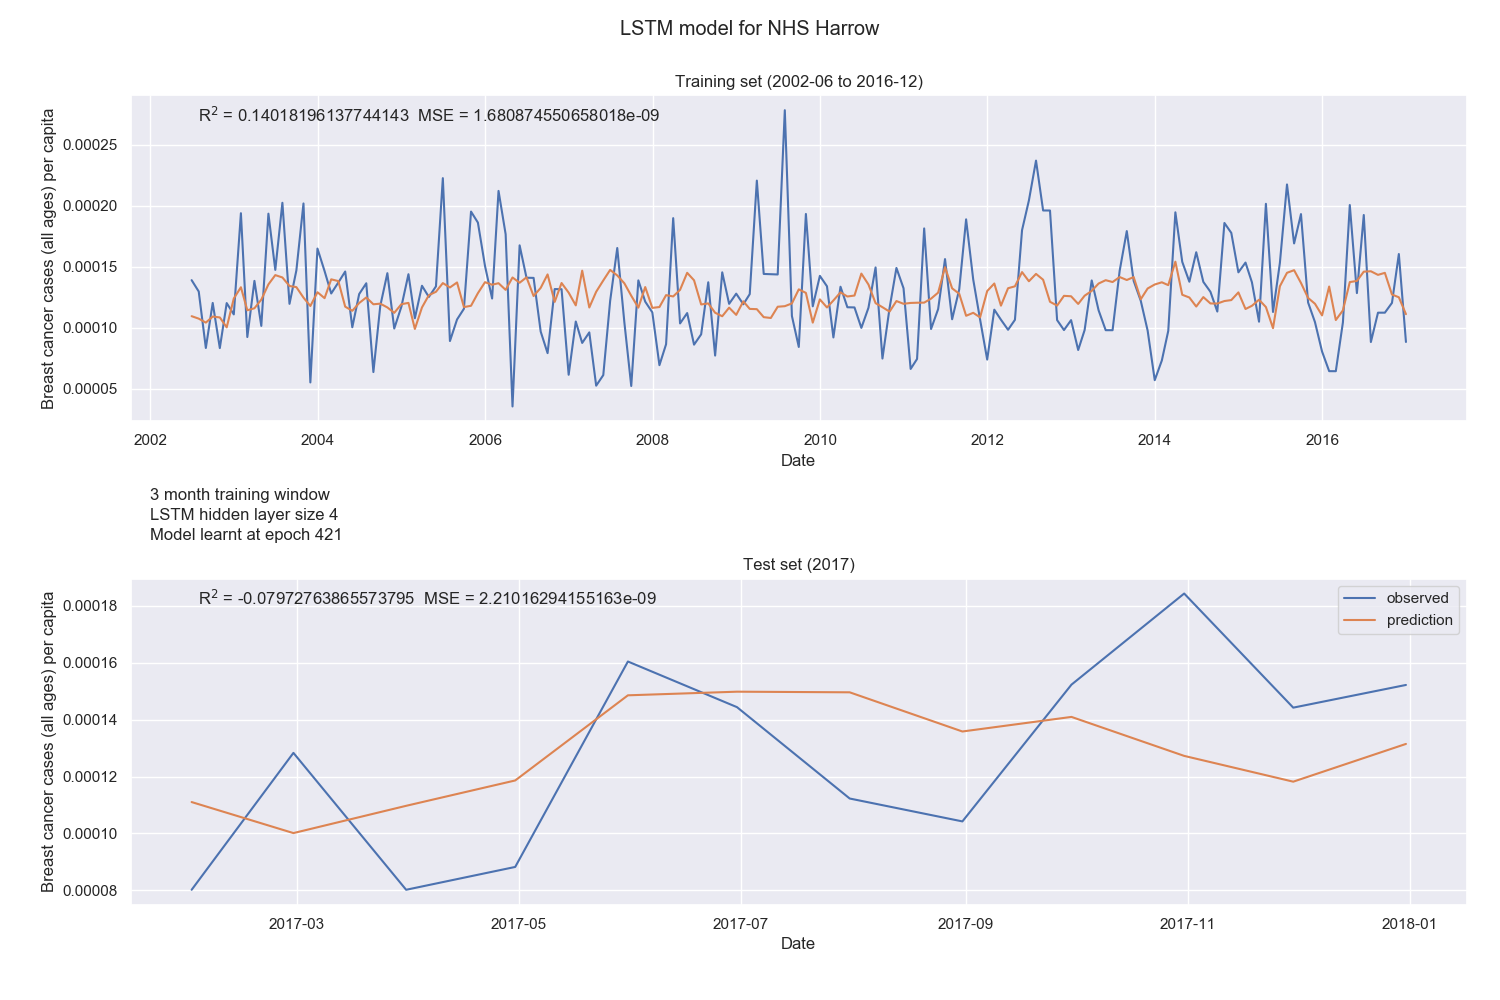 LSTM model for NHS Harrow
Training set (2002-06 to 2016-12)
R² = 0.14018196137744143 MSE = 1.680874550658018e-09
Breast cancer cases (all ages) per capita
0.00025
0.00020
0.00015
0.00010
0.00005
2002 2004 2006 2008 2010 2012 2014 2016
Date
3 month training window
LSTM hidden layer size 4
Model learnt at epoch 421
Test set (2017)
R² = -0.07972763865573795 MSE = 2.21016294155163e-09
observed
prediction
Breast cancer cases (all ages) per capita
0.00018
0.00016
0.00014
0.00012
0.00010
0.00008
2017-03 2017-05 2017-07 2017-09 2017-11 2018-01
Date